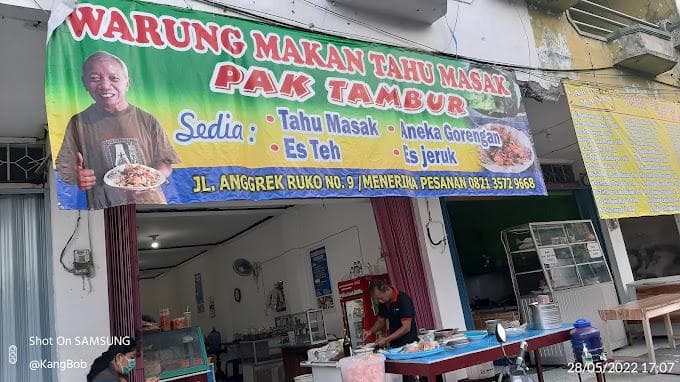 WARUNG MAKAN TAHU MASAK
PAK TAMBUR
Sedia :
• Tahu Masak
• Aneka Gorengan
• Es Teh
• Es jeruk
JL. ANGGREK RUKO NO. 9 / MENERIMA PESANAN 0821 3572 9668
Shot On SAMSUNG
@KangBob
28/05/2022 17:07